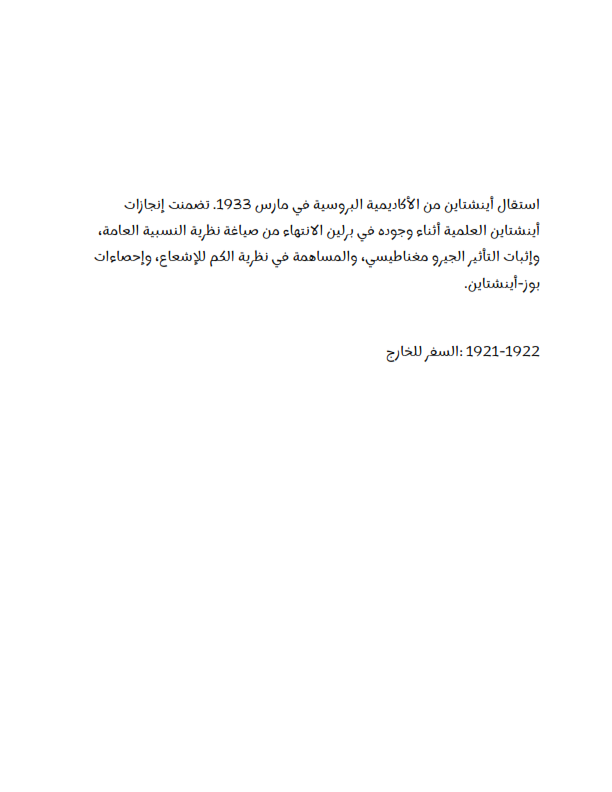 استقال أينشتاين من الأكاديمية البروسية في مارس 1933. تضمنت إنجازات
أينشتاين العلمية أثناء وجوده في برلين الانتهاء من صياغة نظرية النسبية العامة،
وإثبات التأثير الجيرو مغناطيسي، والمساهمة في نظرية الكم للإشعاع، وإحصاءات
بوز-أينشتاين.
1921-1922 :السفر للخارج